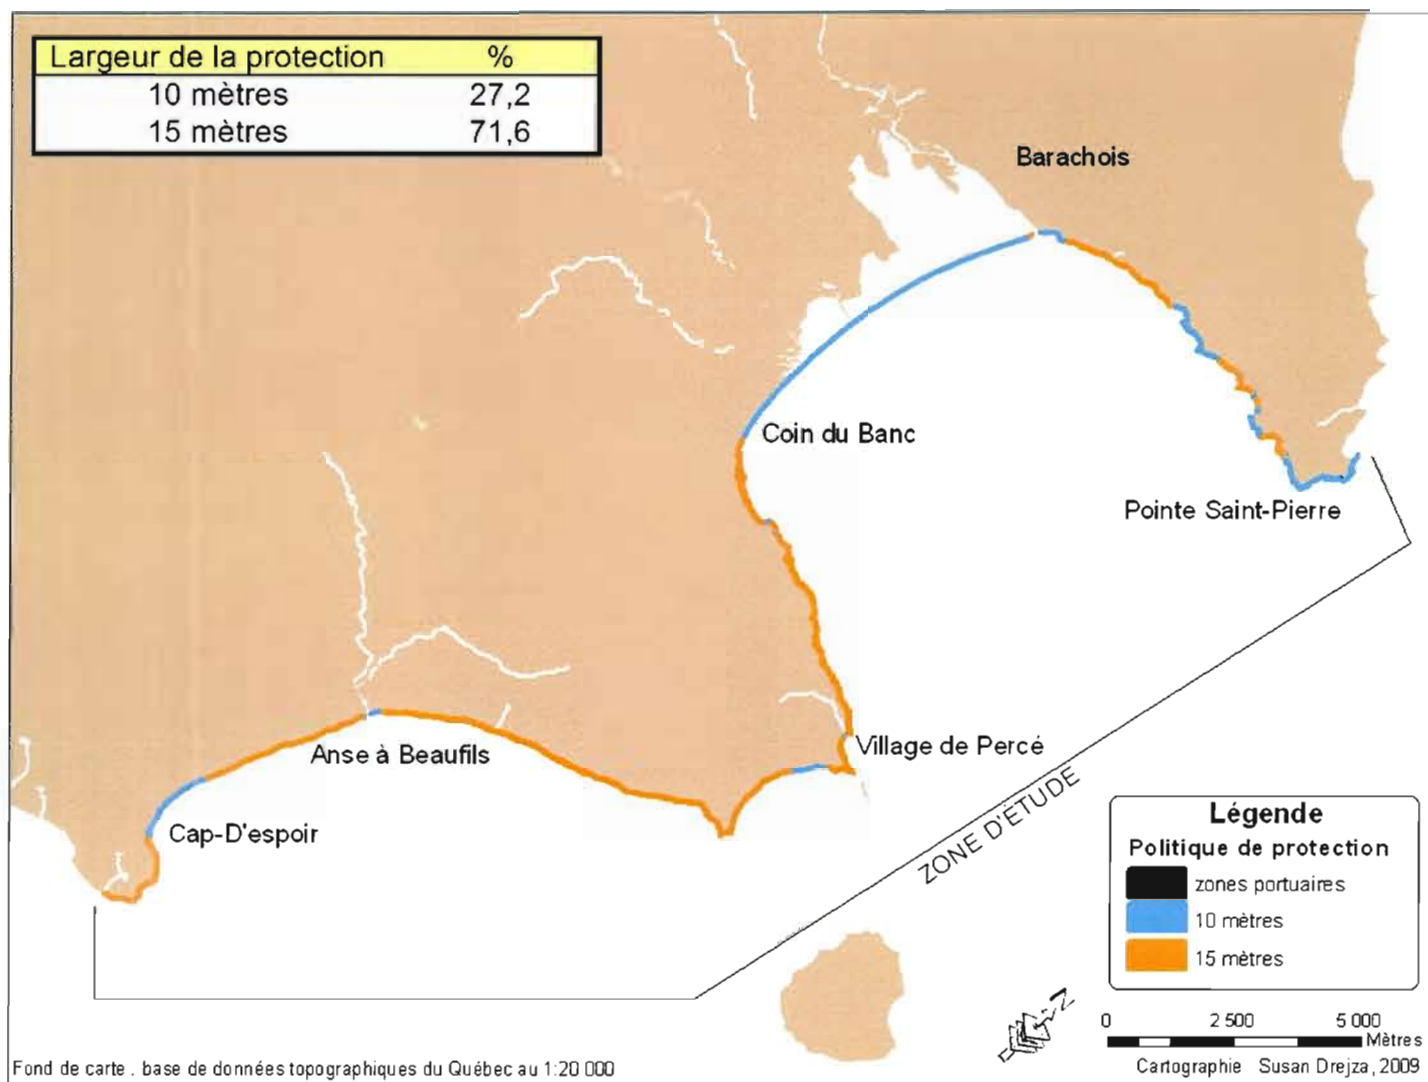 Largeur de la protection %
10 mètres 27,2
15 mètres 71,6
Barachois
Coin du Banc
Pointe Saint-Pierre
Anse à Beaufils
Village de Percé
Cap-D'espoir
ZONE D'ÉTUDE
Légende
Politique de protection
zones portuaires
10 mètres
15 mètres
N
0 2 500 5 000
Mètres
Cartographie Susan Drejza, 2009
Fond de carte . base de données topographiques du Québec au 1:20 000